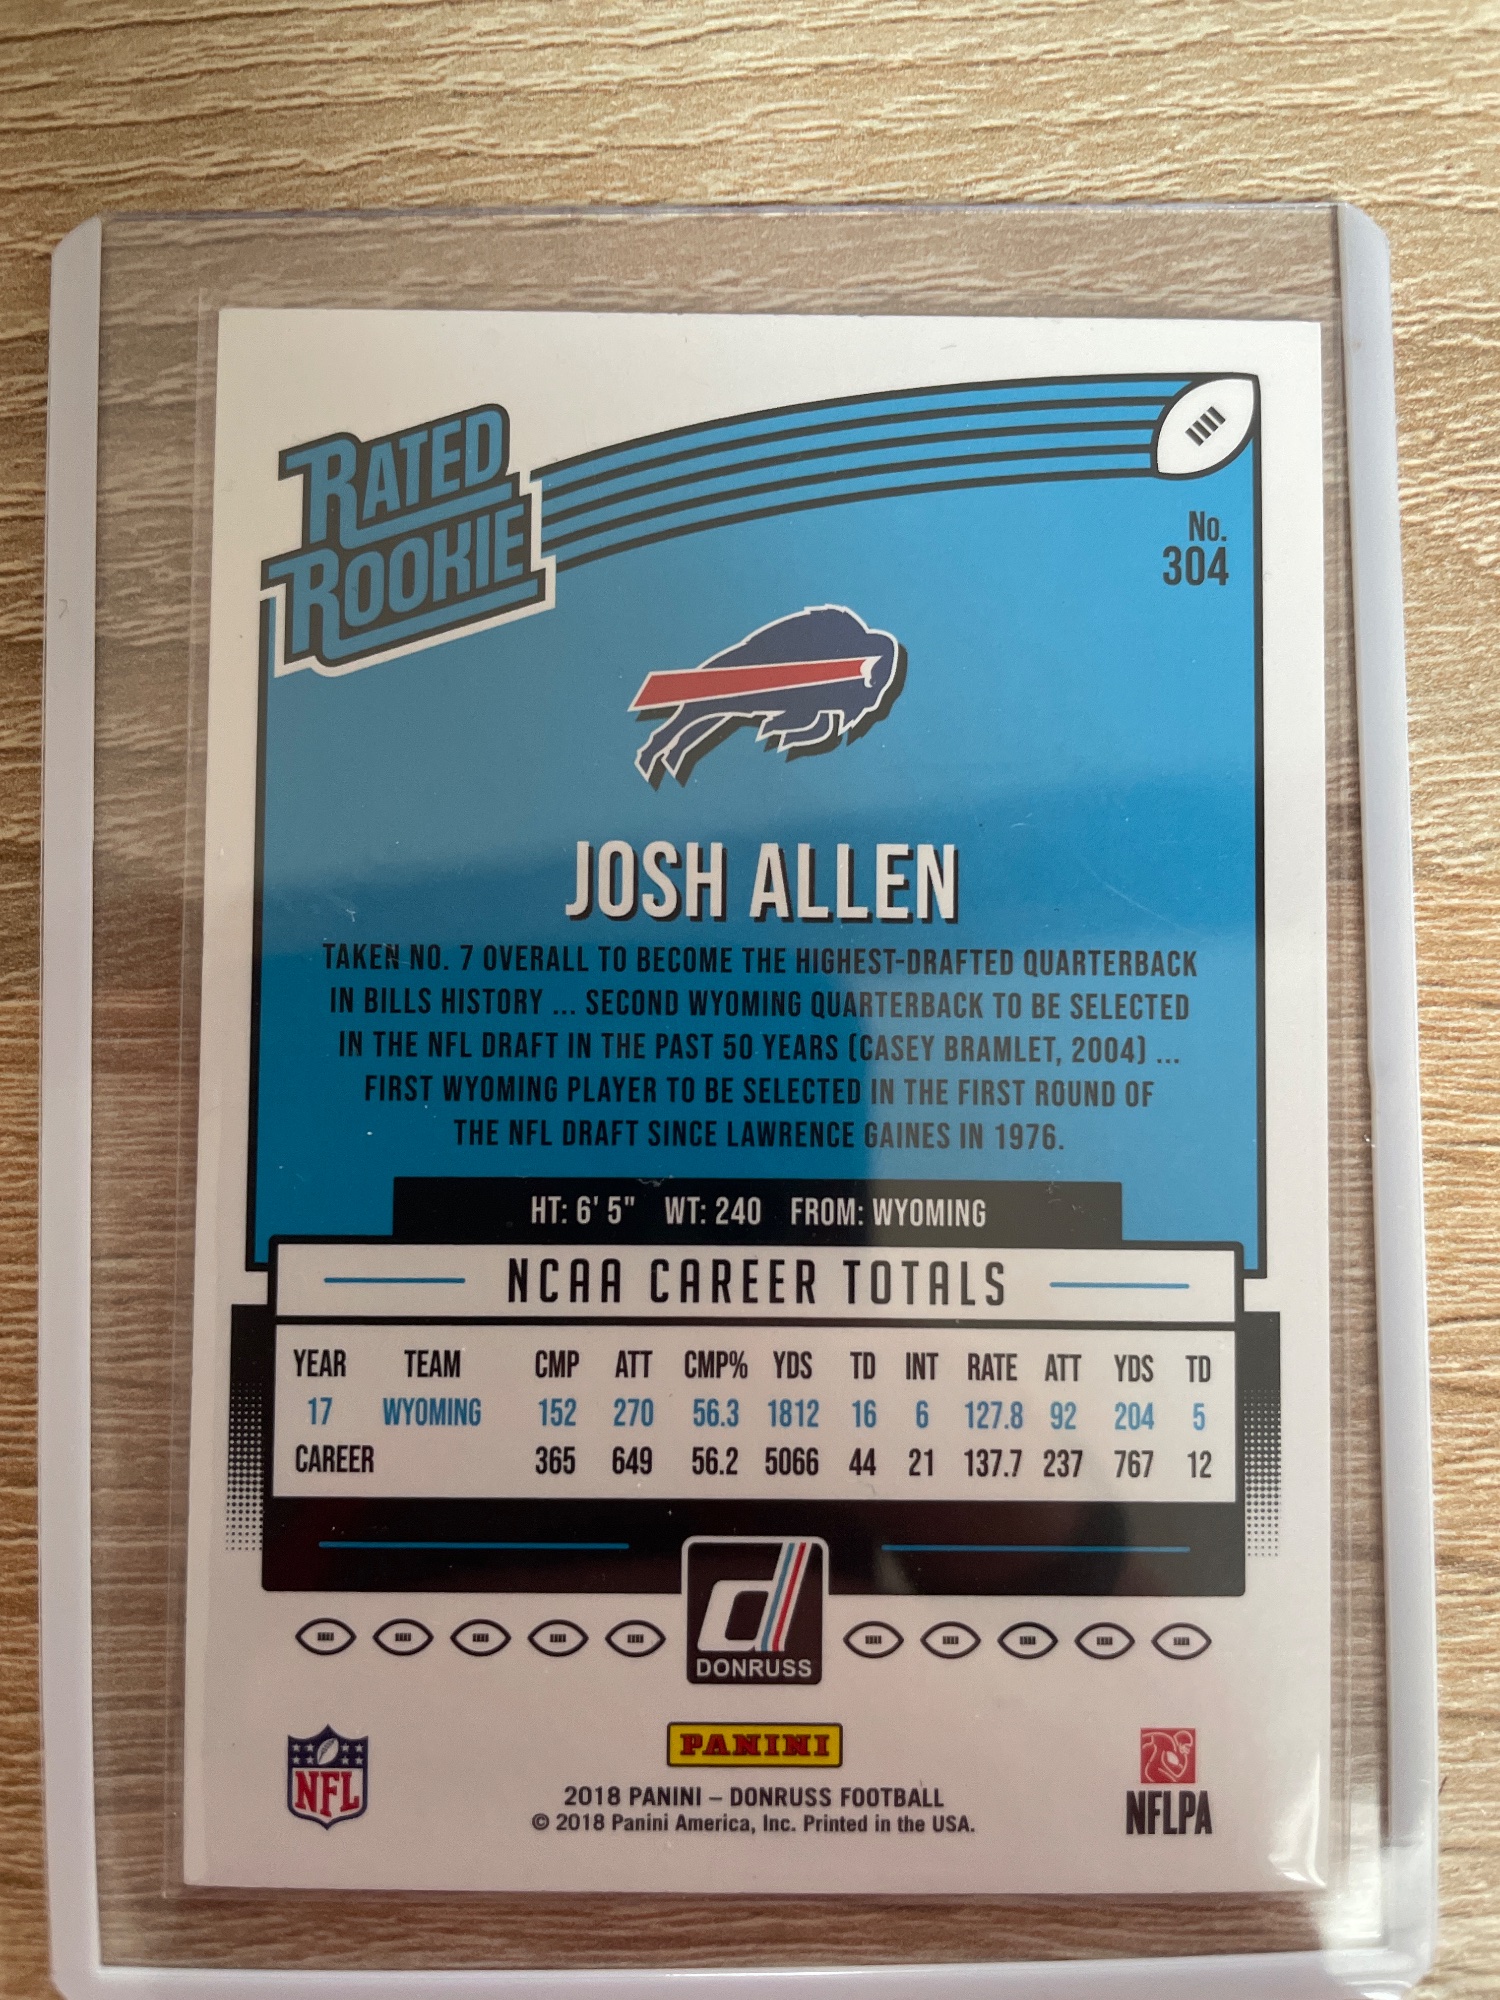 RATED
ROOKIE
No.
304
JOSH ALLEN
TAKEN NO. 7 OVERALL TO BECOME THE HIGHEST-DRAFTED QUARTERBACK
IN BILLS HISTORY ... SECOND WYOMING QUARTERBACK TO BE SELECTED
IN THE NFL DRAFT IN THE PAST 50 YEARS (CASEY BRAMLET, 2004) ...
FIRST WYOMING PLAYER TO BE SELECTED IN THE FIRST ROUND OF
THE NFL DRAFT SINCE LAWRENCE GAINES IN 1976.
HT: 6' 5" WT: 240 FROM: WYOMING
NCAA CAREER TOTALS
YEAR TEAM CMP ATT CMP% YDS TD INT RATE ATT YDS TD
17 WYOMING 152 270 56.3 1812 16 6 127.8 92 204 5
CAREER 365 649 56.2 5066 44 21 137.7 237 767 12
d
DONRUSS
NFL
PANINI
2018 PANINI – DONRUSS FOOTBALL
© 2018 Panini America, Inc. Printed in the USA.
NFLPA